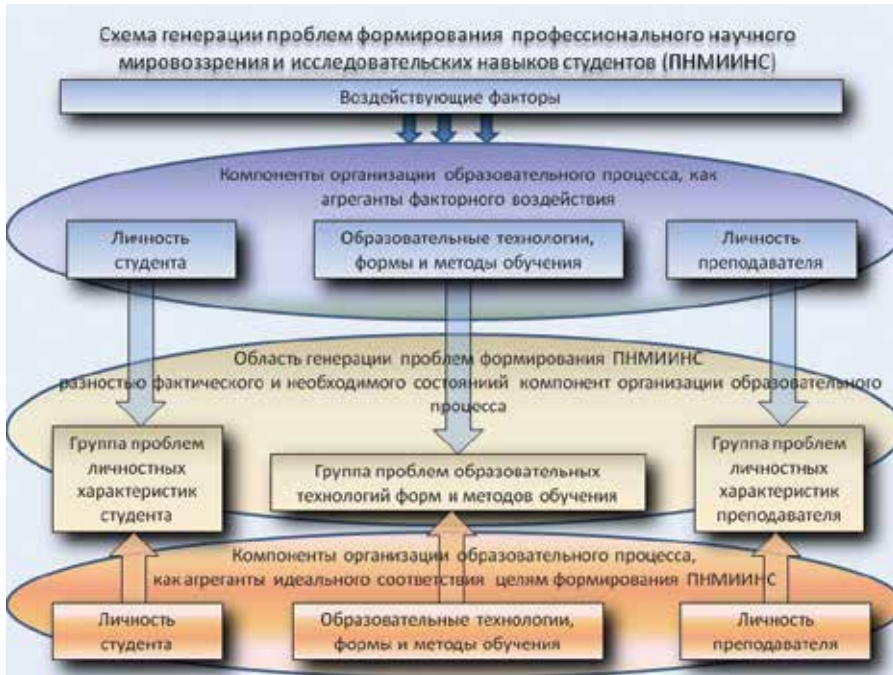 Схема генерации проблем формирования профессионального научного
мировоззрения и исследовательских навыков студентов (ПНМИИНС)
Воздействующие факторы
Компоненты организации образовательного процесса, как
агреганты факторного воздействия
Личность
студента
Образовательные технологии,
формы и методы обучения
Личность
преподавателя
Область генерации проблем формирования ПНМИИНС
разностью фактического и необходимого состояниий компонент организации образовательного
процесса
Группа проблем
личностных
характеристик
студента
Группа проблем образовательных
технологий форм и методов обучения
Группа проблем
личностных
характеристик
преподавателя
Компоненты организации образовательного процесса,
как агреганты идеального соответствия целям формирования ПНМИИНС
Личность
студента
Образовательные технологии,
формы и методы обучения
Личность
преподавателя